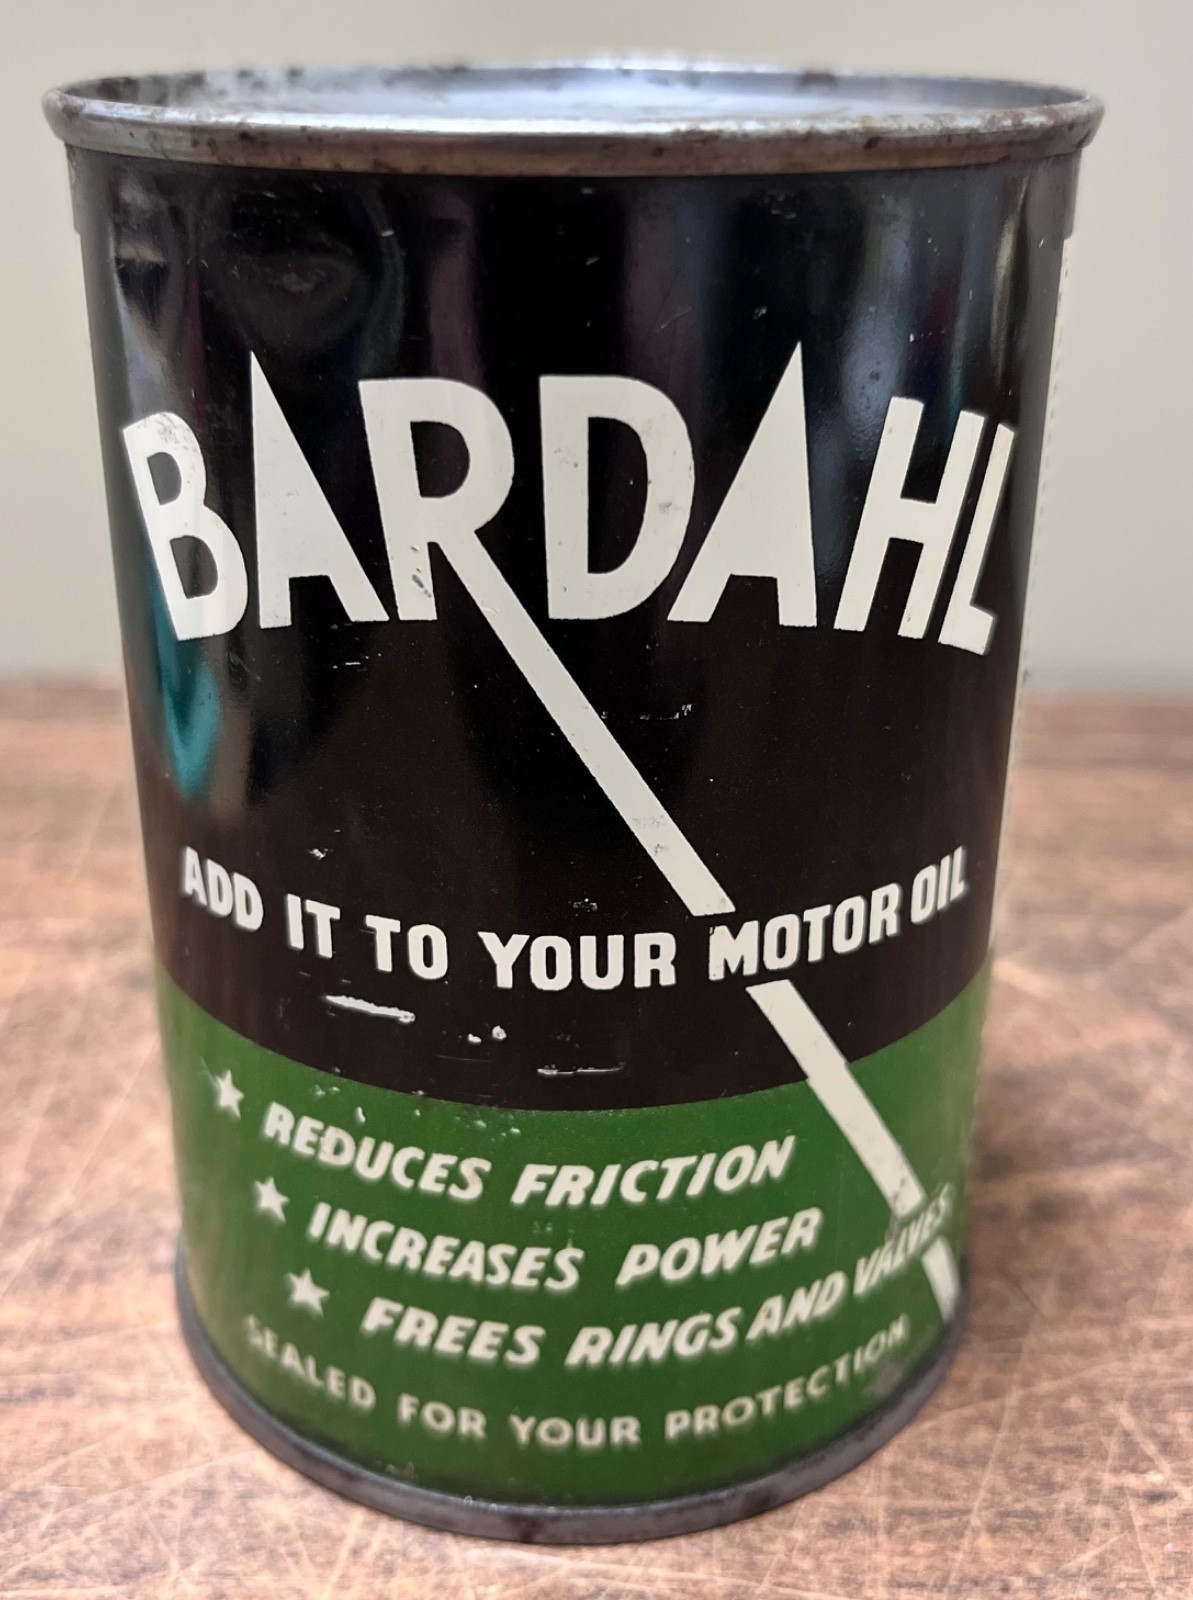 BARDAHL
ADD IT TO YOUR MOTOR OIL
★ REDUCES FRICTION
★ INCREASES POWER
★ FREES RINGS AND VALVES
SEALED FOR YOUR PROTECTION